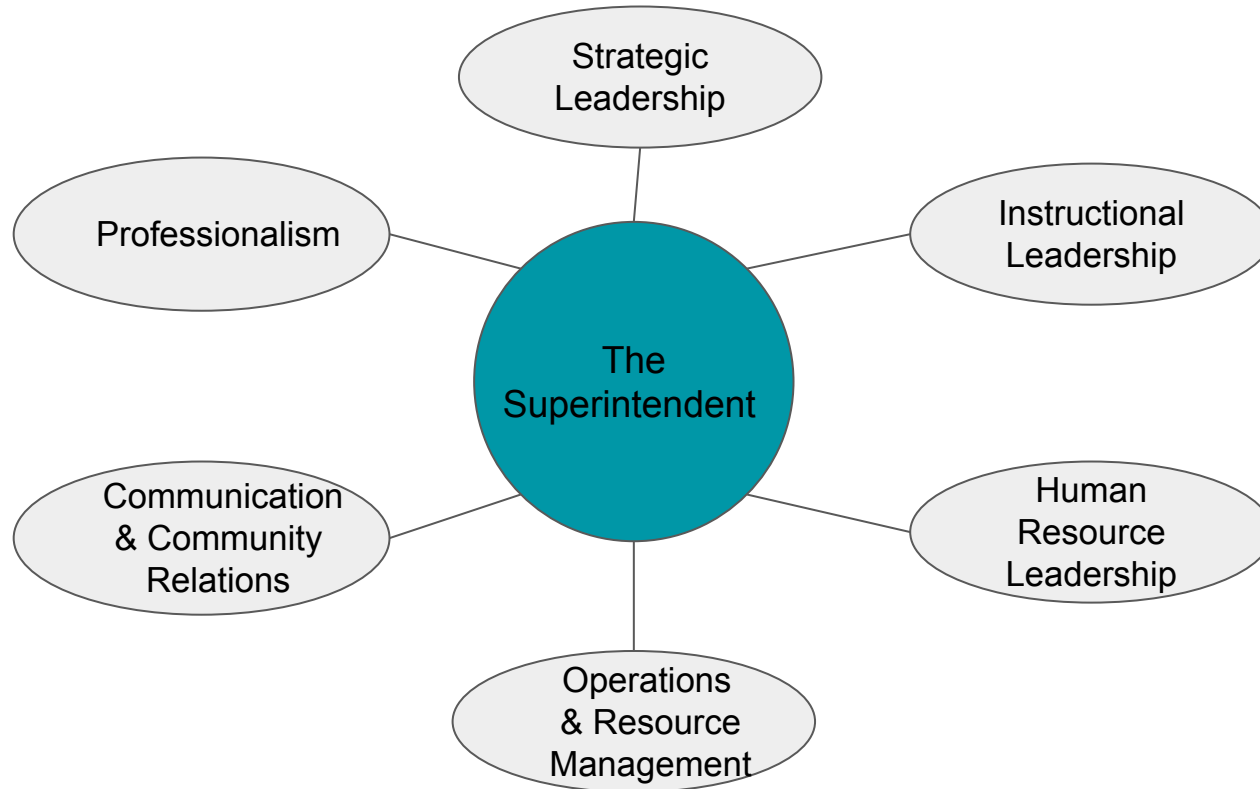 Strategic
Leadership
Professionalism
Instructional
Leadership
The
Superintendent
Communication
& Community
Relations
Human
Resource
Leadership
Operations
& Resource
Management